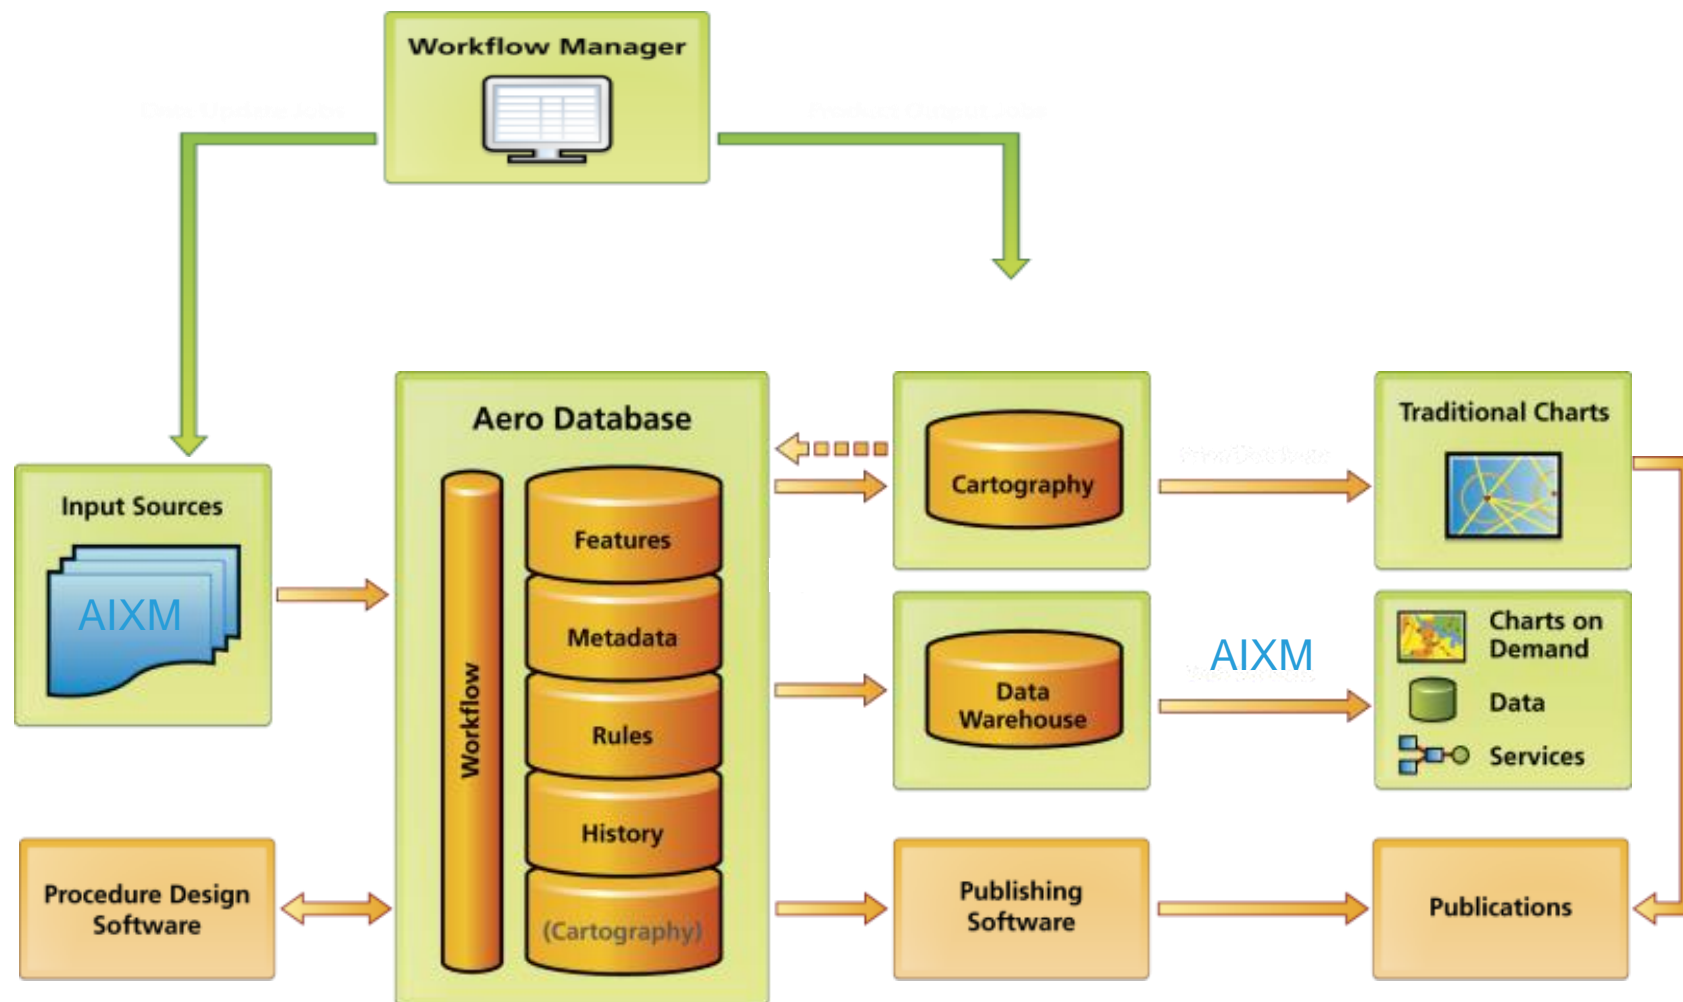 Workflow Manager
Aero Database
Input Sources
AIXM
Workflow
Features
Metadata
Rules
History
(Cartography)
Procedure Design
Software
Cartography
Data
Warehouse
Publishing
Software
AIXM
Traditional Charts
Charts on
Demand
Data
Services
Publications